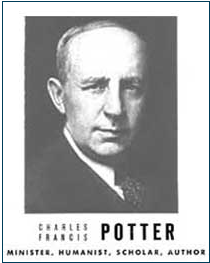 CHARLES
FRANCIS
POTTER
MINISTER, HUMANIST, SCHOLAR, AUTHOR